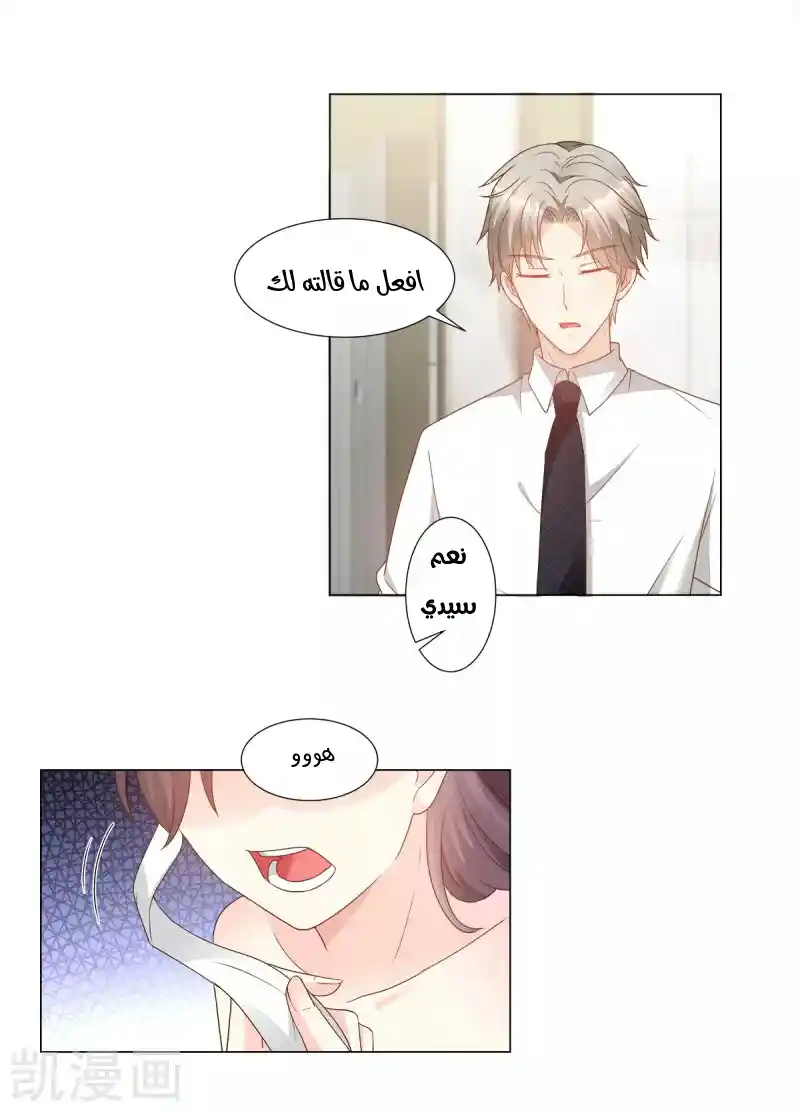 افعل ما قالته لك
نعم
سيدي
هووو
凯漫画